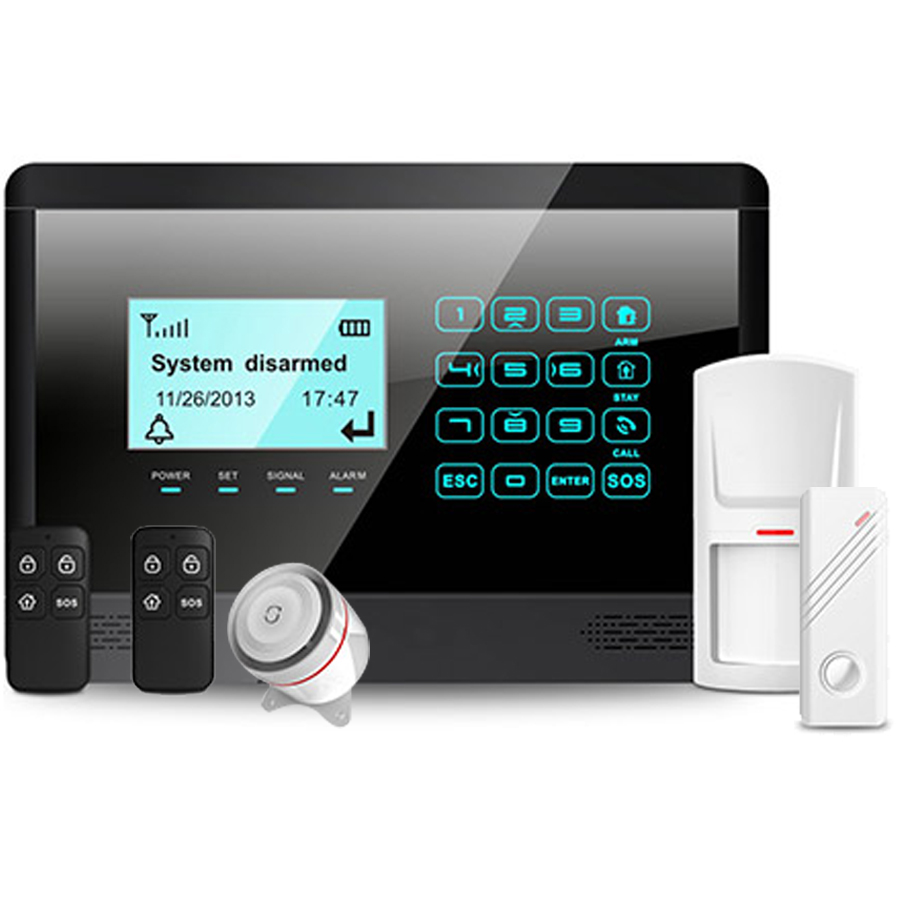 System disarmed
11/26/2013 17:47
POWER SET SIGNAL ALARM
1 2 3
ARM
4 5 6
STAY
7 8 9
CALL
ESC 0 ENTER SOS
SOS
SOS